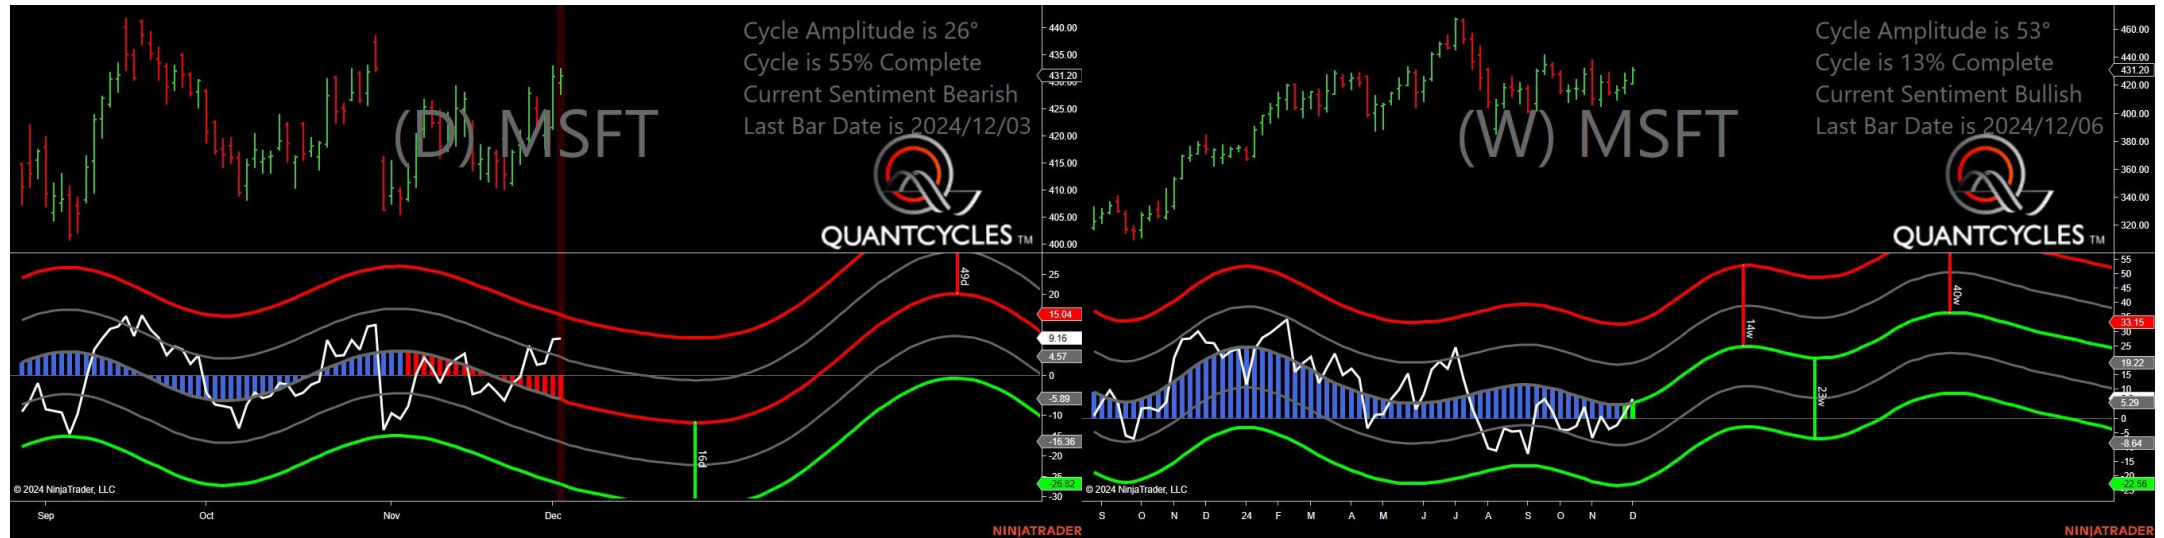 Cycle Amplitude is 26°
Cycle is 55% Complete
Current Sentiment Bearish
Last Bar Date is 2024/12/03
(D) MSFT
QUANTCYCLES TM
440.00
435.00
431.20
425.00
420.00
415.00
410.00
405.00
400.00
49d
16d
25
20
15.04
9.16
4.57
0
-5.89
-10
-16.36
-26.82
-30
© 2024 NinjaTrader, LLC
Sep Oct Nov Dec
NINJATRADER
Cycle Amplitude is 53°
Cycle is 13% Complete
Current Sentiment Bullish
Last Bar Date is 2024/12/06
(W) MSFT
QUANTCYCLES TM
460.00
440.00
431.20
420.00
400.00
380.00
360.00
340.00
320.00
14w
23w
40w
55
50
45
40
33.15
30
25
19.22
15
10
5.29
0
-5
-8.64
-15
-22.56
© 2024 NinjaTrader, LLC
S O N D 24 F M A M J J A S O N D
NINJATRADER